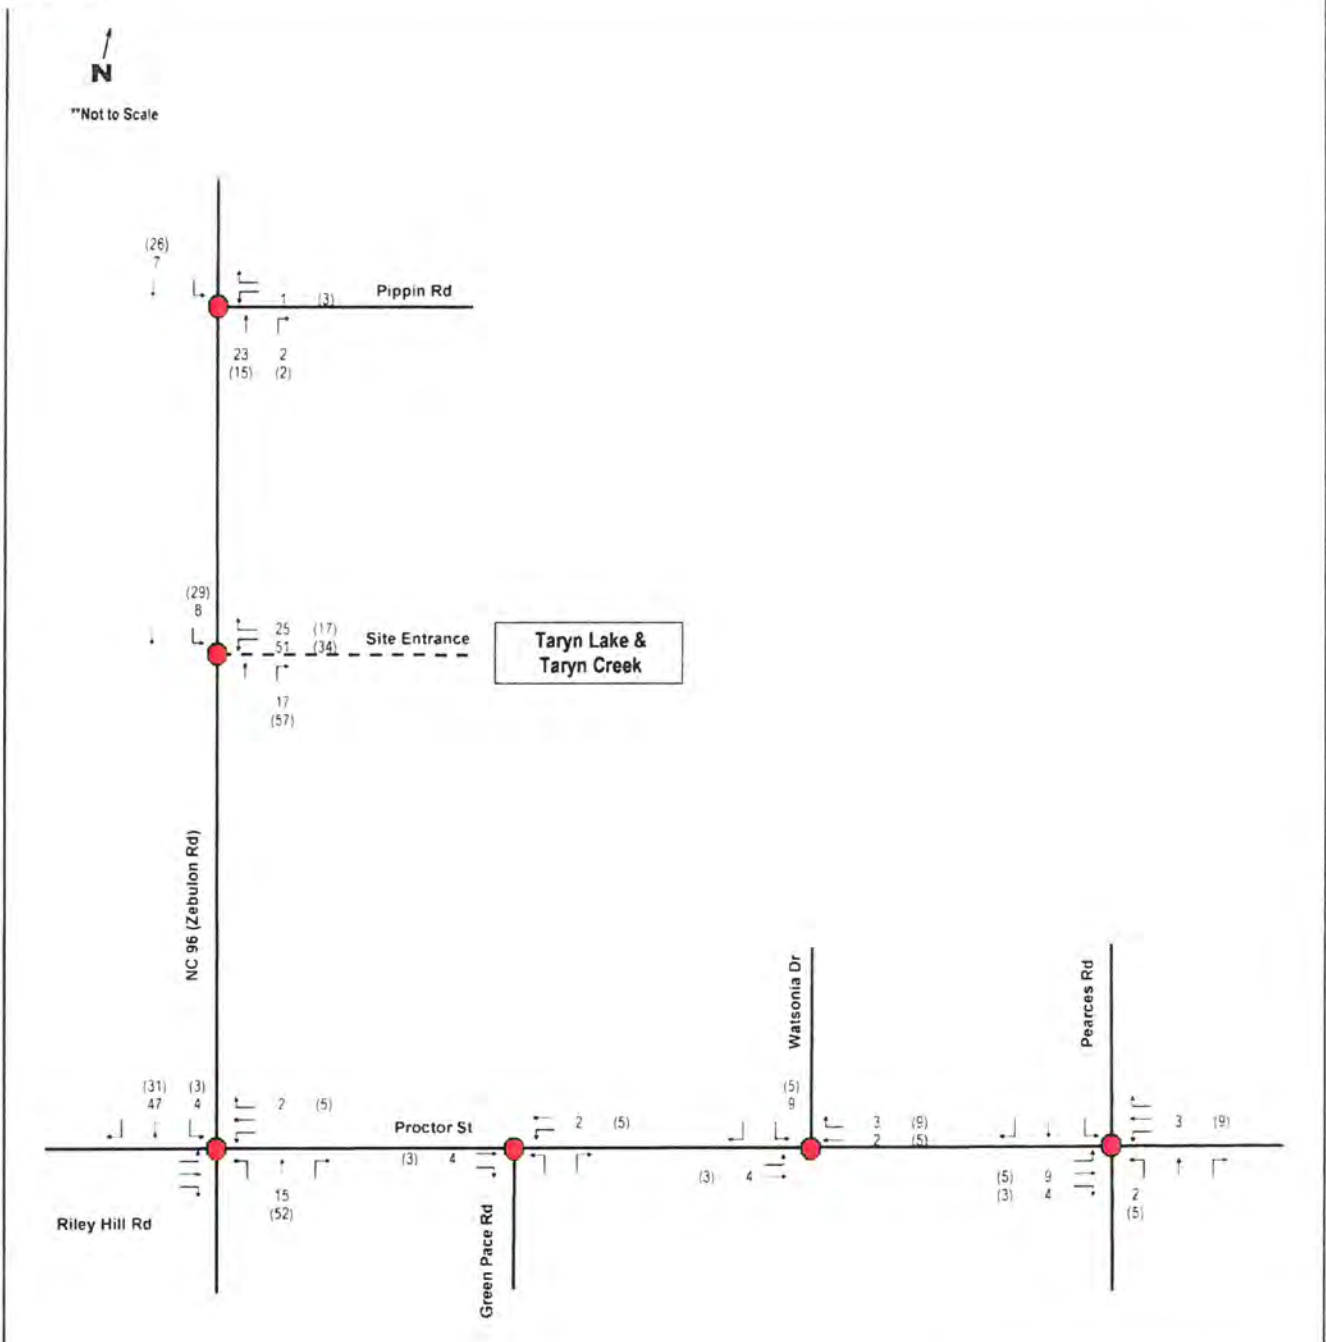 N
**Not to Scale
(26)
7
1 (3)
Pippin Rd
23 2
(15) (2)
(29)
8
25 (17)
51 (34)
Site Entrance
Taryn Lake &
Taryn Creek
17
(57)
NC 96 (Zebulon Rd)
Watsonia Dr
Pearces Rd
(31) (3)
47 4
2 (5)
Proctor St
2 (5)
(5)
9
3 (9)
2 (5)
3 (9)
(3) 4
(3) 4
(5) 9
(3) 4
15
(52)
2
(5)
Riley Hill Rd
Green Pace Rd